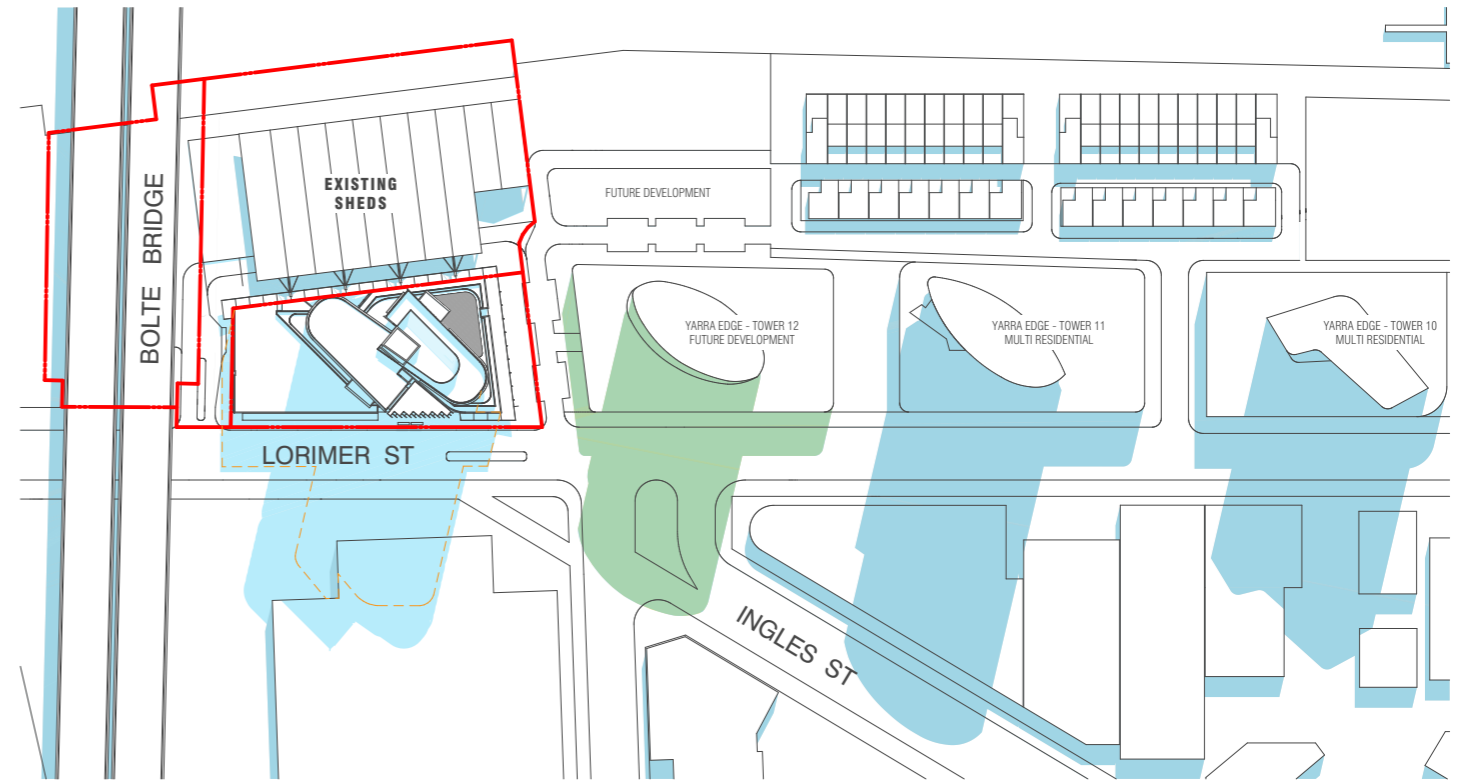 EXISTING
SHEDS
BOLTE BRIDGE
FUTURE DEVELOPMENT
YARRA EDGE - TOWER 12
FUTURE DEVELOPMENT
YARRA EDGE - TOWER 11
MULTI RESIDENTIAL
YARRA EDGE - TOWER 10
MULTI RESIDENTIAL
LORIMER ST
INGLES ST